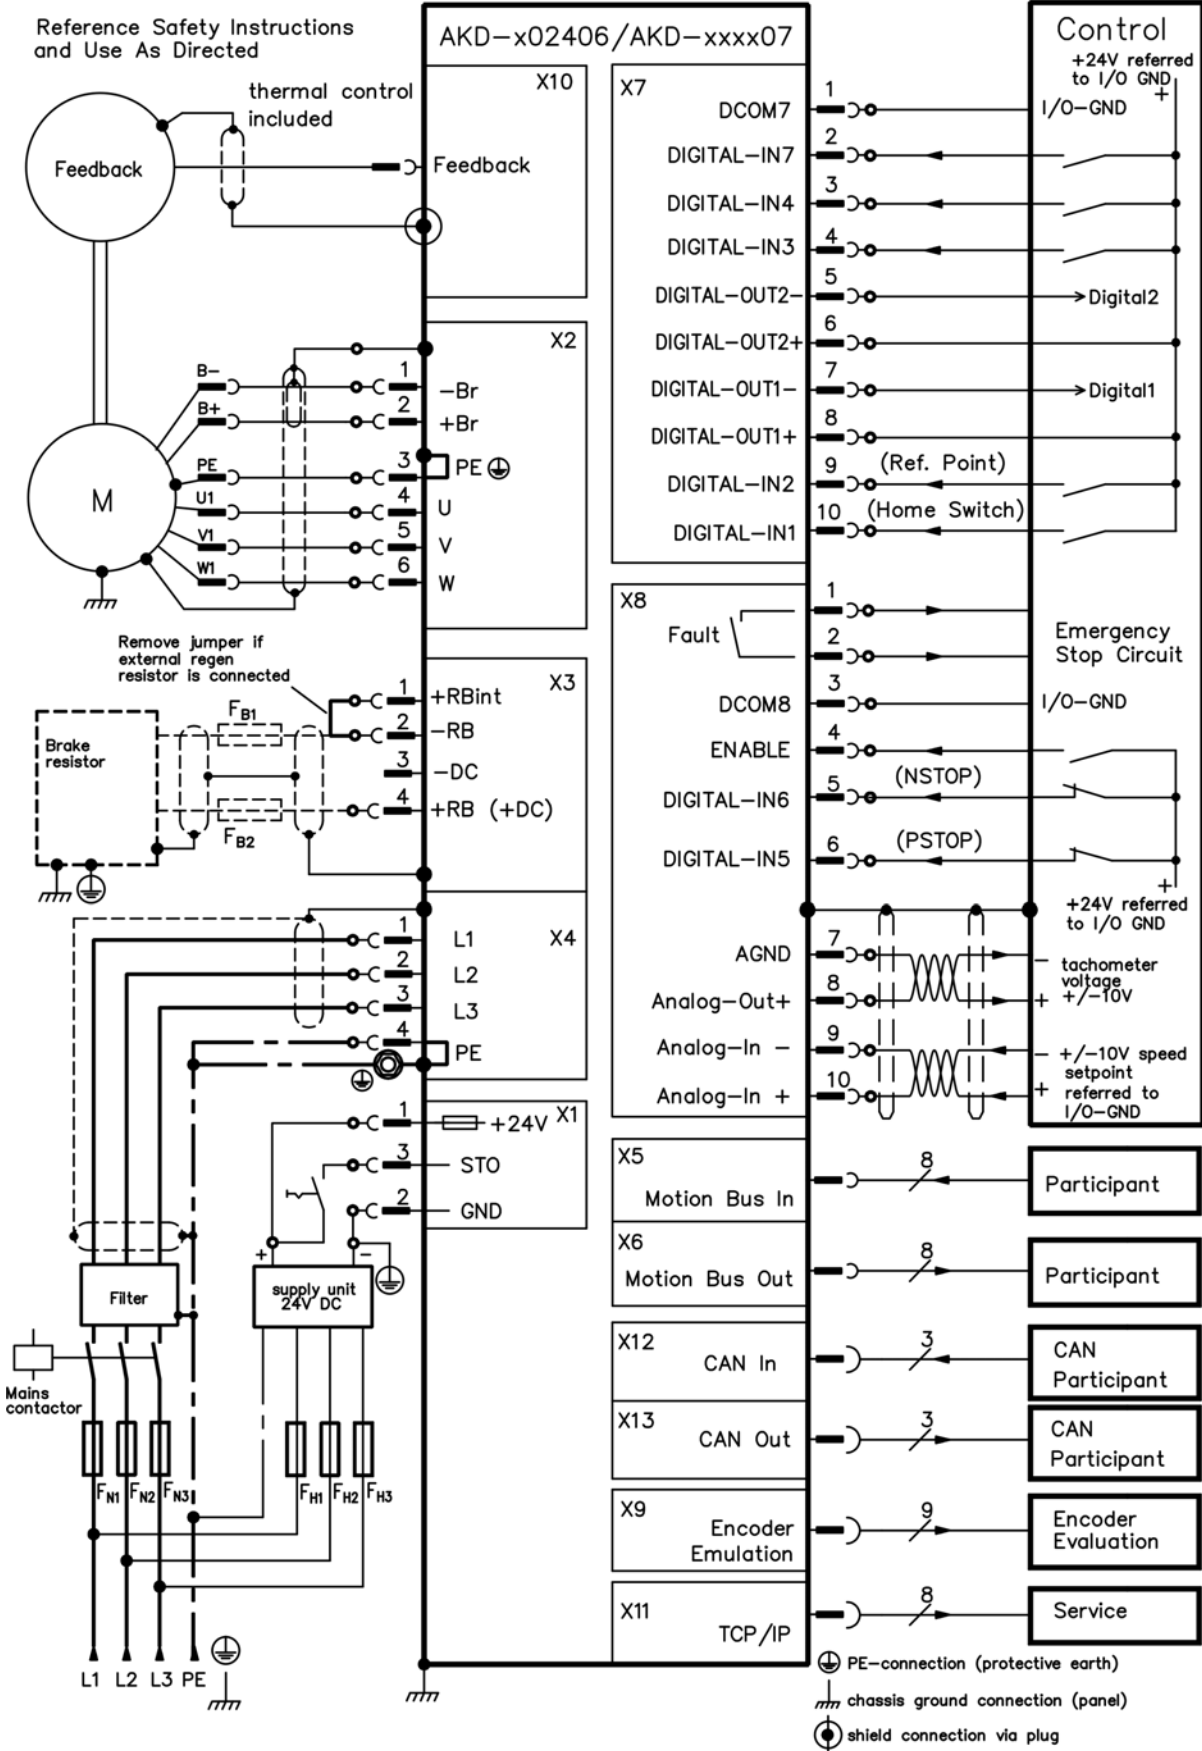 Reference Safety Instructions
and Use As Directed
AKD-x02406/AKD-xxxx07
Control
+24V referred
to I/O GND
+
thermal control
included
Feedback
X10
Feedback
X2
B-
1
-Br
B+
2
+Br
PE
3
PE
M
U1
4
U
V1
5
V
W1
6
W
Remove jumper if
external regen
resistor is connected
X3
1
+RBint
FB1
2
-RB
Brake
resistor
3
-DC
4
+RB (+DC)
FB2
X4
1
L1
2
L2
3
L3
4
PE
X1
1
+24V
3
STO
2
GND
+
-
supply unit
24V DC
Filter
Mains
contactor
FN1
FN2
FN3
FH1
FH2
FH3
L1
L2
L3
PE
X7
DCOM7
1
I/O-GND
DIGITAL-IN7
2
DIGITAL-IN4
3
DIGITAL-IN3
4
DIGITAL-OUT2-
5
Digital2
DIGITAL-OUT2+
6
DIGITAL-OUT1-
7
Digital1
DIGITAL-OUT1+
8
DIGITAL-IN2
9
(Ref. Point)
DIGITAL-IN1
10
(Home Switch)
X8
Fault
1
2
Emergency
Stop Circuit
DCOM8
3
I/O-GND
ENABLE
4
DIGITAL-IN6
5
(NSTOP)
DIGITAL-IN5
6
(PSTOP)
+
+24V referred
to I/O GND
AGND
7
-
tachometer
voltage
Analog-Out+
8
+
+/-10V
Analog-In -
9
-
+/-10V speed
setpoint
Analog-In +
10
+
referred to
I/O-GND
X5
Motion Bus In
8
Participant
X6
Motion Bus Out
8
Participant
X12
CAN In
3
CAN
Participant
X13
CAN Out
3
CAN
Participant
X9
Encoder
Emulation
9
Encoder
Evaluation
X11
TCP/IP
8
Service
PE-connection (protective earth)
chassis ground connection (panel)
shield connection via plug